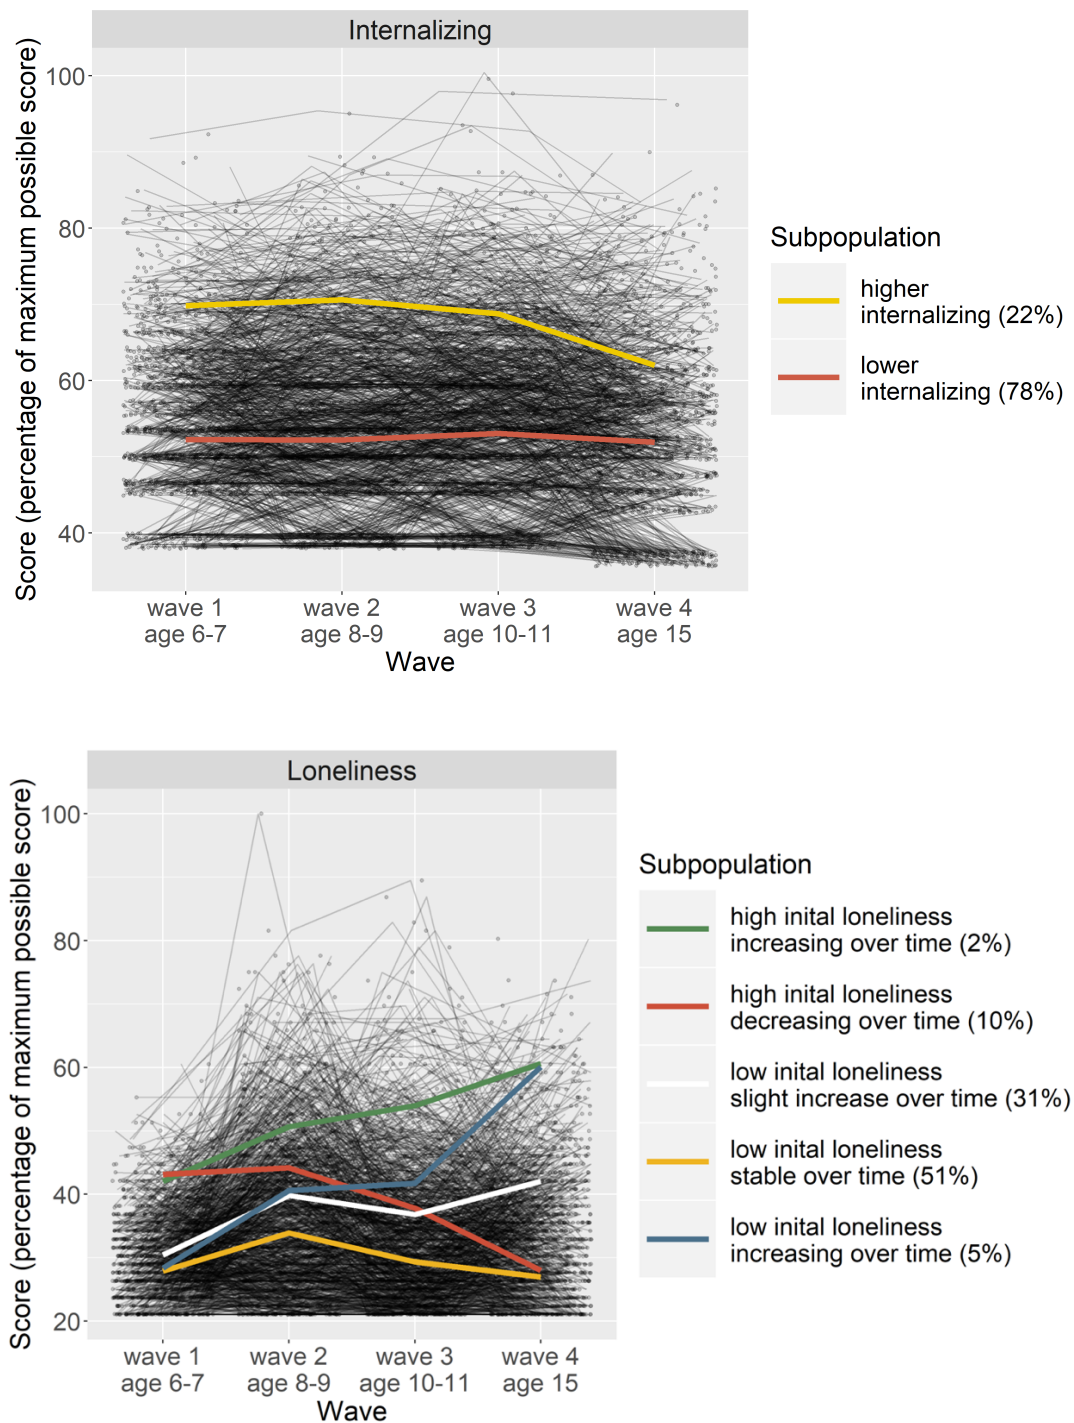 Internalizing
Score (percentage of maximum possible score)
100
80
60
40
wave 1
age 6-7
wave 2
age 8-9
wave 3
age 10-11
wave 4
age 15
Wave
Subpopulation
higher
internalizing (22%)
lower
internalizing (78%)
Loneliness
Score (percentage of maximum possible score)
100
80
60
40
20
wave 1
age 6-7
wave 2
age 8-9
wave 3
age 10-11
wave 4
age 15
Wave
Subpopulation
high inital loneliness
increasing over time (2%)
high inital loneliness
decreasing over time (10%)
low inital loneliness
slight increase over time (31%)
low inital loneliness
stable over time (51%)
low inital loneliness
increasing over time (5%)